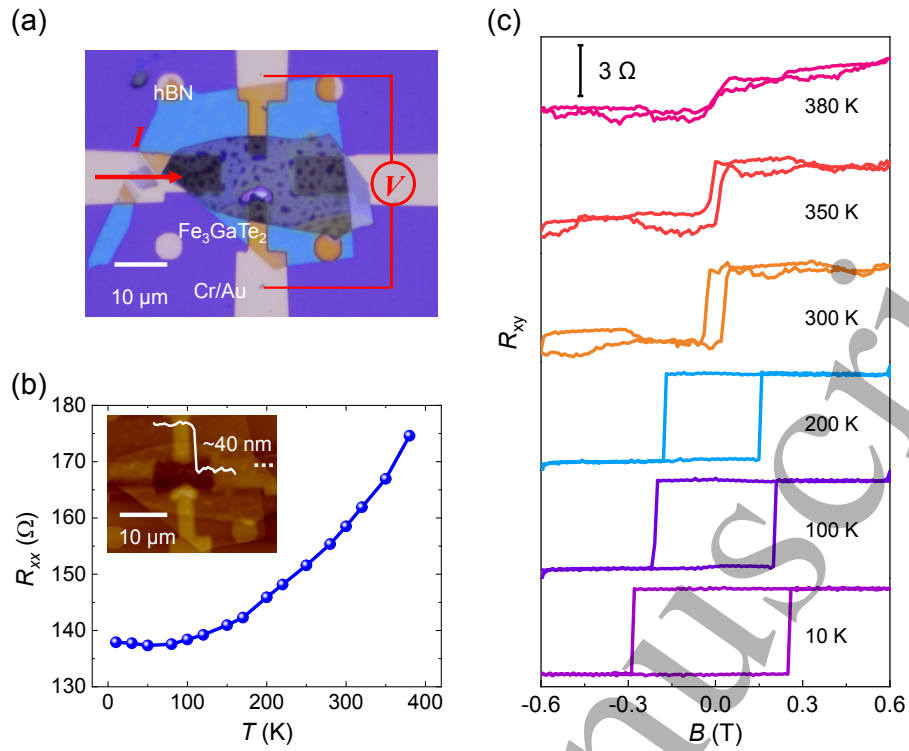 (a)
hBN
I
V
Fe₃GaTe₂
10 μm
Cr/Au
(b)
180
170
160
150
140
130
Rxx (Ω)
~40 nm
...
10 μm
0
100
200
300
400
T (K)
(c)
3 Ω
380 K
350 K
300 K
200 K
100 K
10 K
Rxy
-0.6
-0.3
0.0
0.3
0.6
B (T)